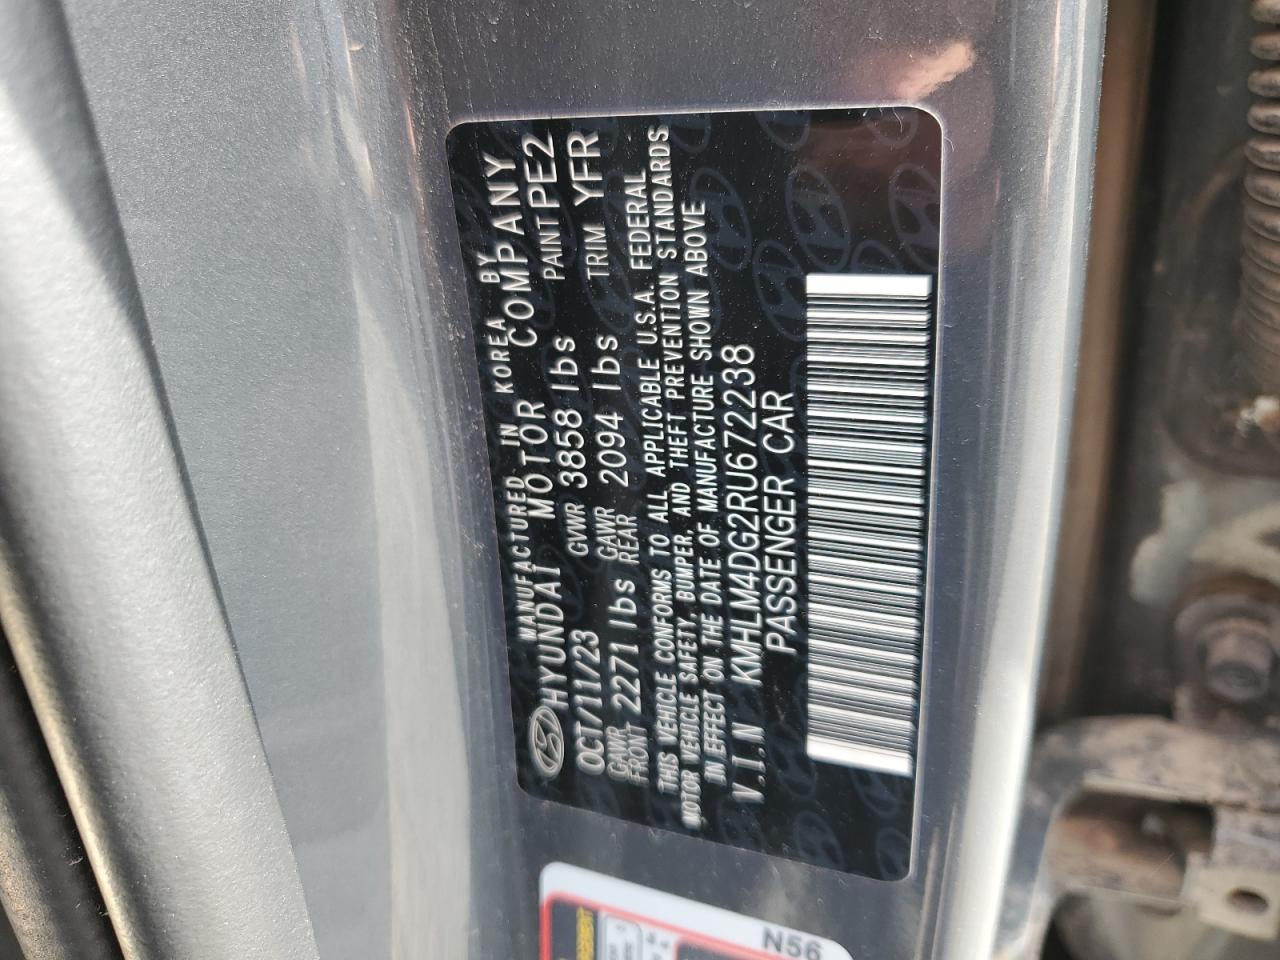 MANUFACTURED IN KOREA BY
HYUNDAI MOTOR COMPANY
OCT/11/23 GVWR 3858 lbs PAINT PE2
GAWR FRONT 2271 lbs GAWR REAR 2094 lbs TRIM YFR
THIS VEHICLE CONFORMS TO ALL APPLICABLE U.S.A. FEDERAL
MOTOR VEHICLE SAFETY, BUMPER, AND THEFT PREVENTION STANDARDS
IN EFFECT ON THE DATE OF MANUFACTURE SHOWN ABOVE
V.I.N KMHLM4DG2RU672238
PASSENGER CAR
N56